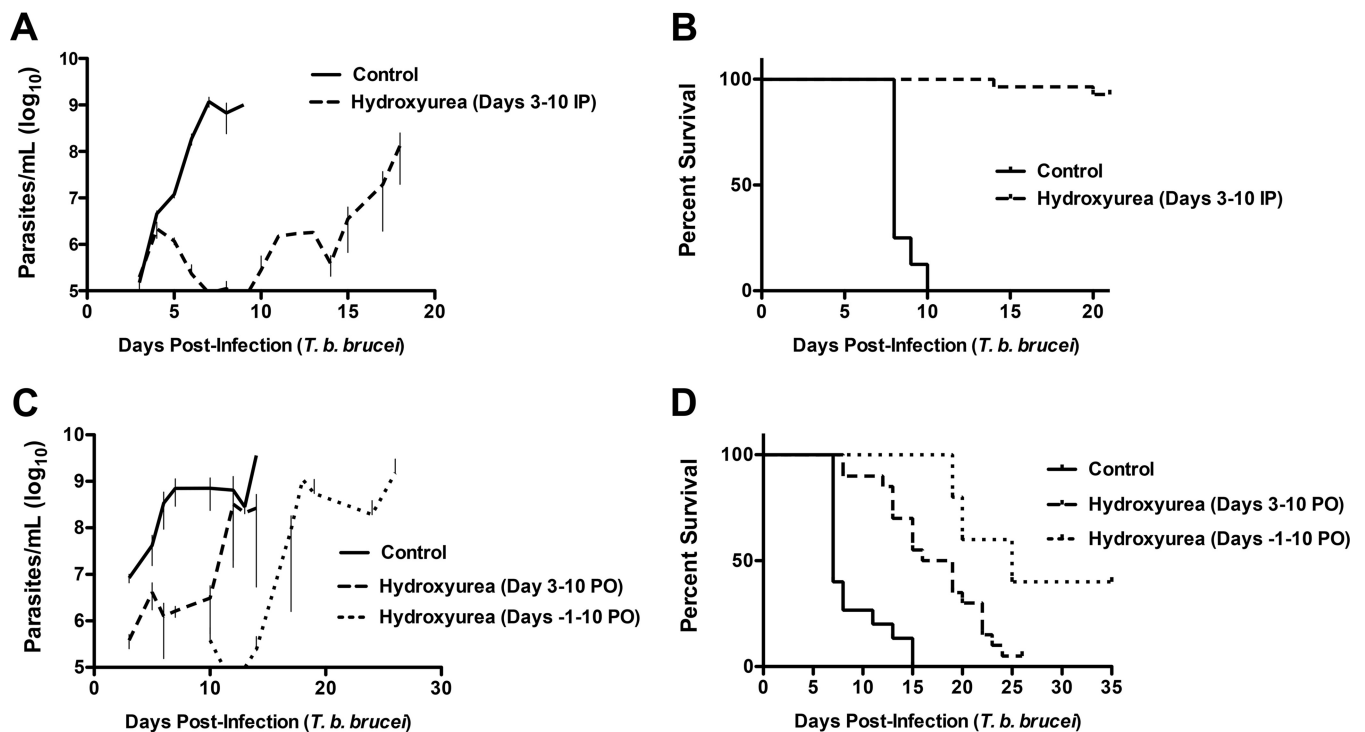 A
Parasites/mL (log10)
10
9
8
7
6
5
0
5
10
15
20
Control
Hydroxyurea (Days 3-10 IP)
Days Post-Infection (T. b. brucei)
B
Percent Survival
100
50
0
0
5
10
15
20
Control
Hydroxyurea (Days 3-10 IP)
Days Post-Infection (T. b. brucei)
C
Parasites/mL (log10)
10
9
8
7
6
5
0
10
20
30
Control
Hydroxyurea (Day 3-10 PO)
Hydroxyurea (Days -1-10 PO)
Days Post-Infection (T. b. brucei)
D
Percent Survival
100
50
0
0
5
10
15
20
25
30
35
Control
Hydroxyurea (Days 3-10 PO)
Hydroxyurea (Days -1-10 PO)
Days Post-Infection (T. b. brucei)